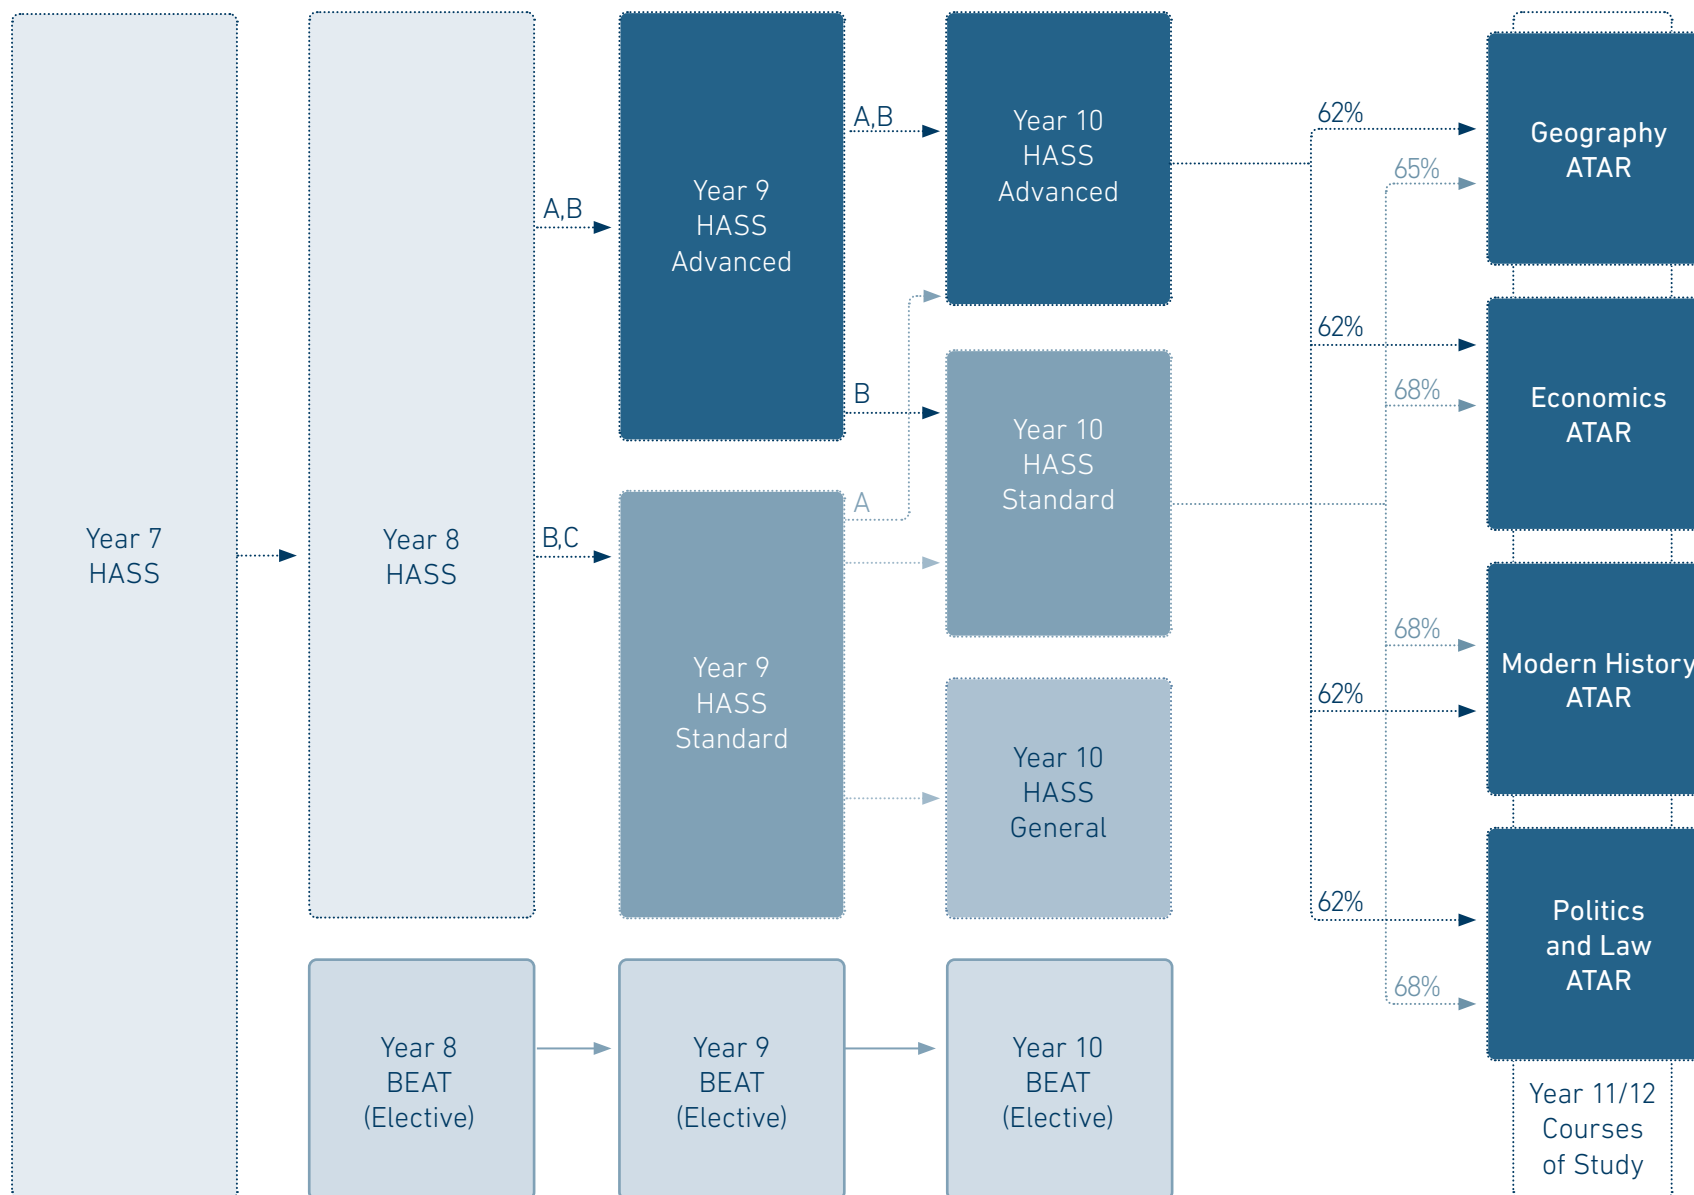 Year 7
HASS
Year 8
HASS
A,B
B,C
Year 9
HASS
Advanced
Year 9
HASS
Standard
A,B
B
A
Year 10
HASS
Advanced
Year 10
HASS
Standard
Year 10
HASS
General
62%
65%
62%
68%
68%
62%
62%
68%
Geography
ATAR
Economics
ATAR
Modern History
ATAR
Politics
and Law
ATAR
Year 8
BEAT
(Elective)
Year 9
BEAT
(Elective)
Year 10
BEAT
(Elective)
Year 11/12
Courses
of Study